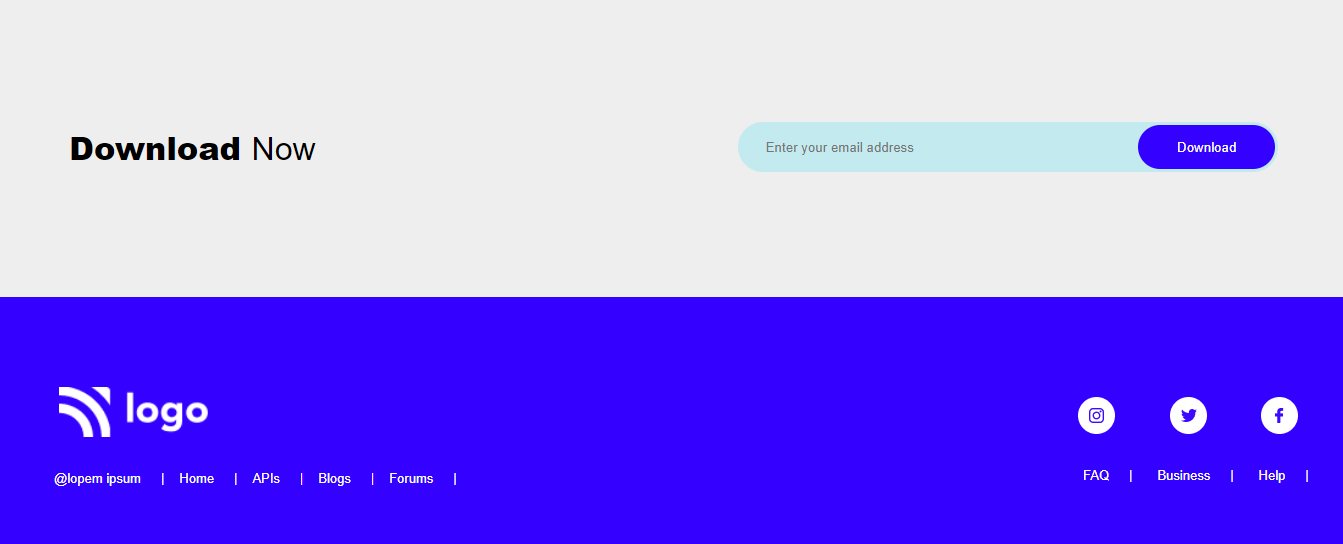 Download Now
Enter your email address
Download
logo
@lopem ipsum | Home | APIs | Blogs | Forums |
FAQ | Business | Help |